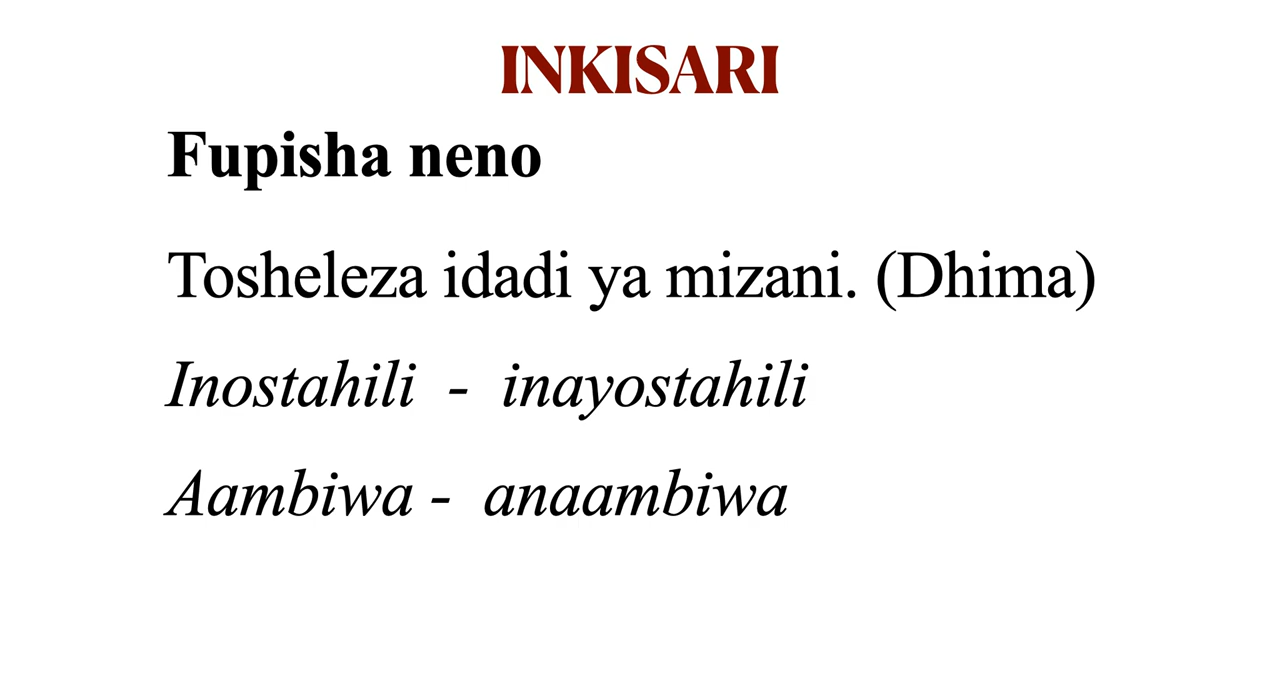 INKISARI
Fupisha neno
Tosheleza idadi ya mizani. (Dhima)
Inostahili - inayostahili
Aambiwa - anaambiwa